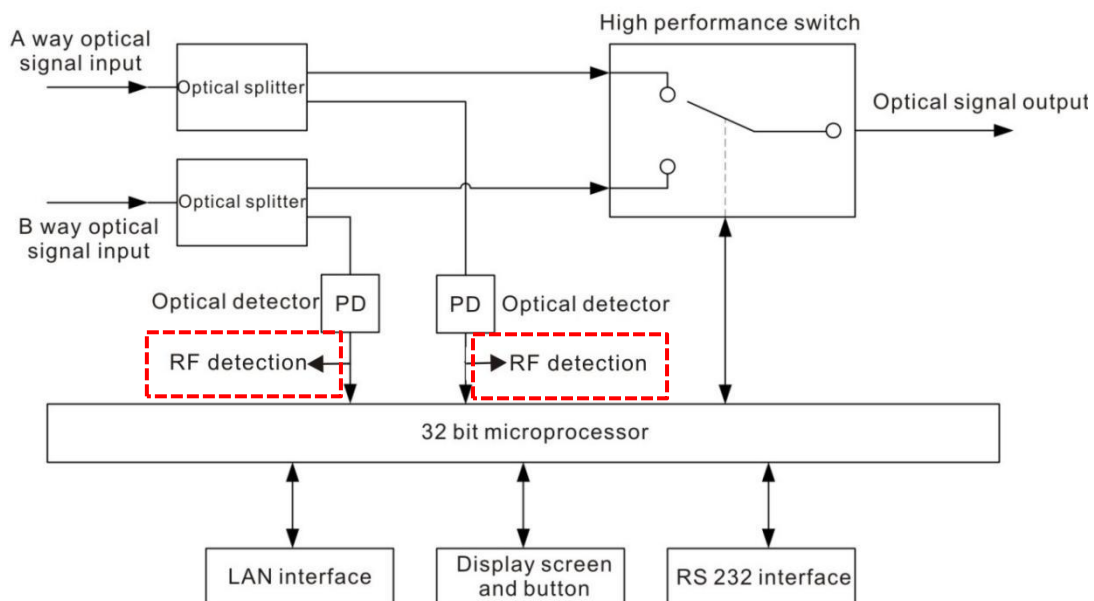 A way optical
signal input
High performance switch
Optical splitter
Optical signal output
Optical splitter
B way optical
signal input
Optical detector
PD
PD
Optical detector
RF detection
RF detection
32 bit microprocessor
LAN interface
Display screen
and button
RS 232 interface